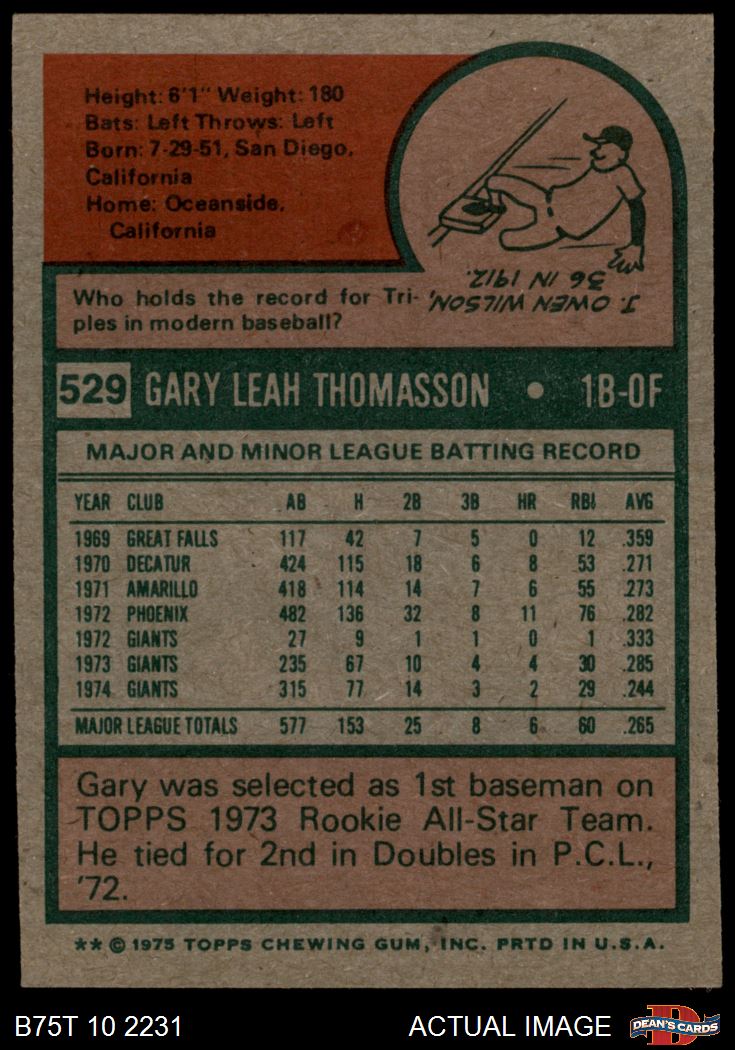 Height: 6'1" Weight: 180
Bats: Left Throws: Left
Born: 7-29-51, San Diego,
California
Home: Oceanside,
California
Who holds the record for Tri-
ples in modern baseball?
J. OWEN WILSON,
36 IN 1912.
529 GARY LEAH THOMASSON • 1B-OF
MAJOR AND MINOR LEAGUE BATTING RECORD
YEAR CLUB AB H 2B 3B HR RBI AVG
1969 GREAT FALLS 117 42 7 5 0 12 .359
1970 DECATUR 424 115 18 6 8 53 .271
1971 AMARILLO 418 114 14 7 6 55 .273
1972 PHOENIX 482 136 32 8 11 76 .282
1972 GIANTS 27 9 1 1 0 1 .333
1973 GIANTS 235 67 10 4 4 30 .285
1974 GIANTS 315 77 14 3 2 29 .244
MAJOR LEAGUE TOTALS 577 153 25 8 6 60 .265
Gary was selected as 1st baseman on
TOPPS 1973 Rookie All-Star Team.
He tied for 2nd in Doubles in P.C.L.,
'72.
** © 1975 TOPPS CHEWING GUM, INC. PRTD IN U.S.A.
B75T 10 2231 ACTUAL IMAGE DEAN'S CARDS